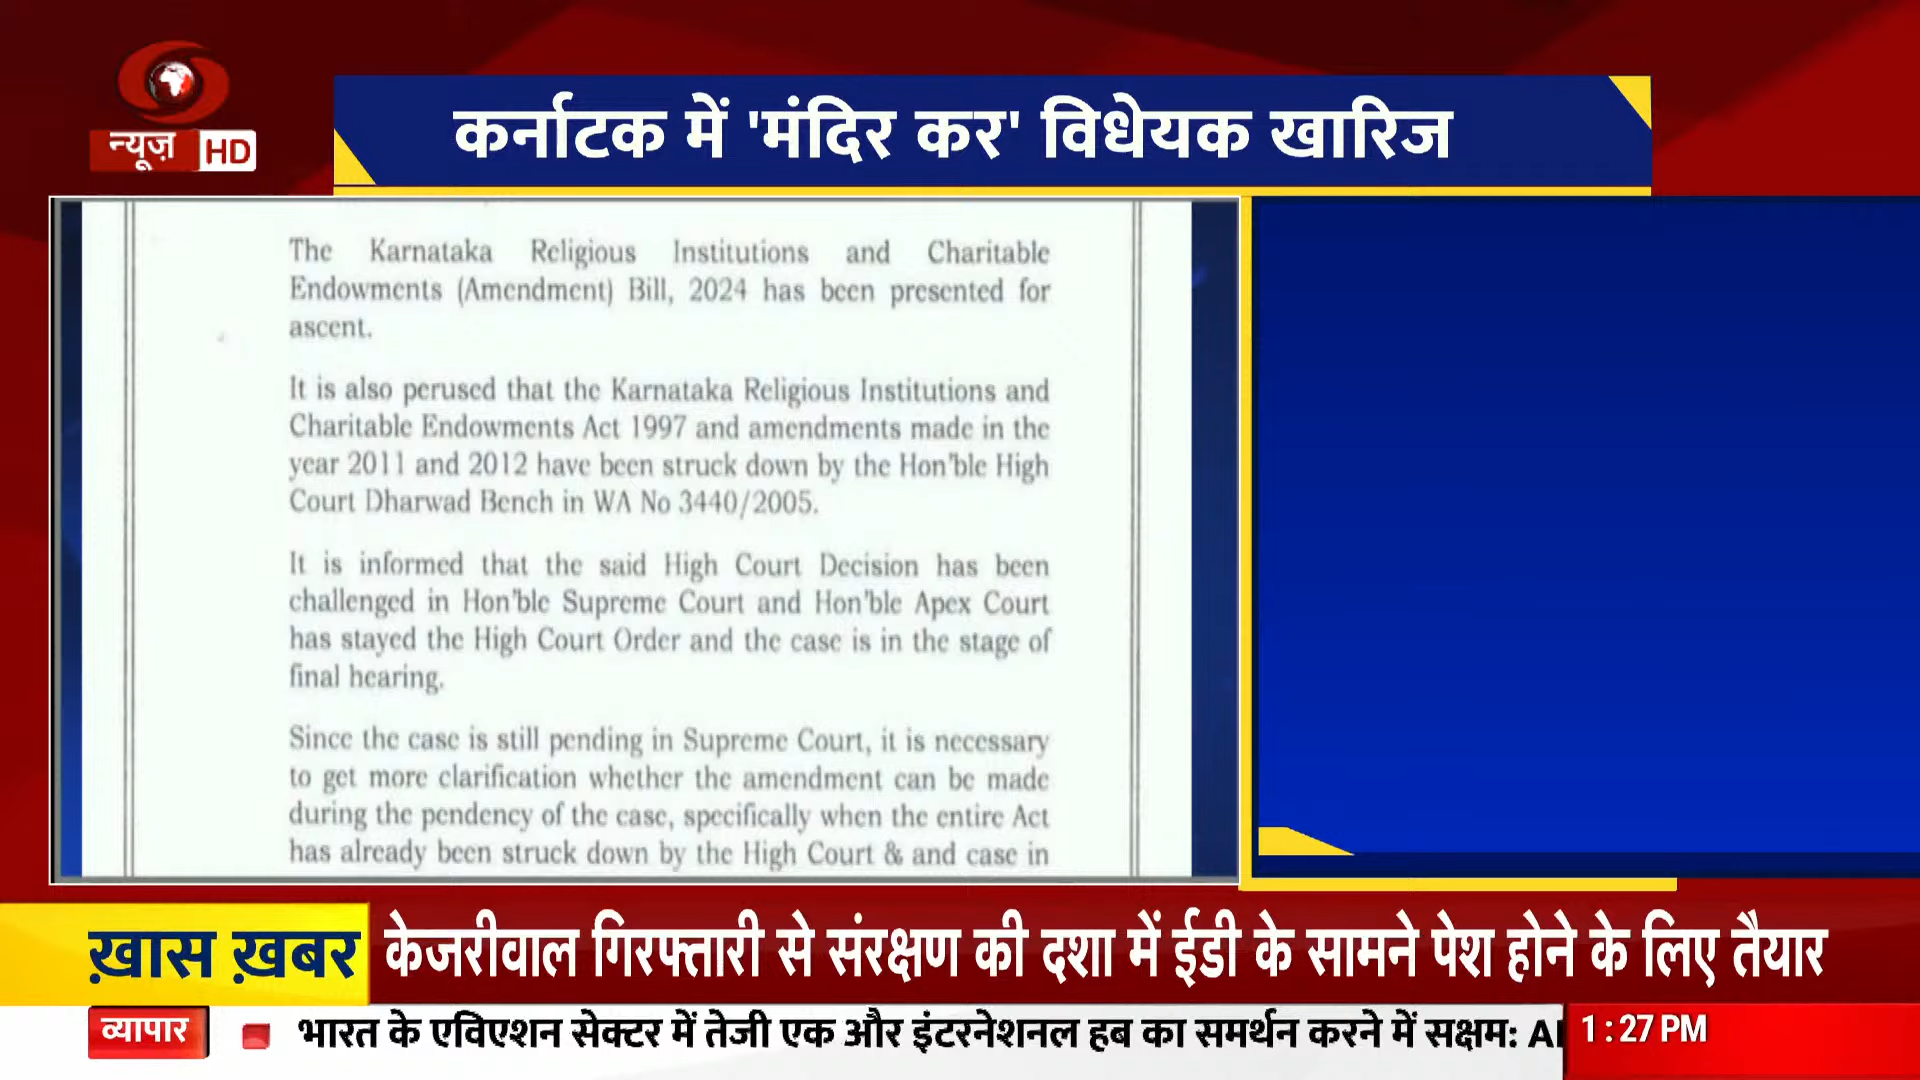 न्यूज़ HD
कर्नाटक में 'मंदिर कर' विधेयक खारिज
The Karnataka Religious Institutions and Charitable
Endowments (Amendment) Bill, 2024 has been presented for
ascent.
It is also perused that the Karnataka Religious Institutions and
Charitable Endowments Act 1997 and amendments made in the
year 2011 and 2012 have been struck down by the Hon'ble High
Court Dharwad Bench in WA No 3440/2005.
It is informed that the said High Court Decision has been
challenged in Hon'ble Supreme Court and Hon'ble Apex Court
has stayed the High Court Order and the case is in the stage of
final hearing.
Since the case is still pending in Supreme Court, it is necessary
to get more clarification whether the amendment can be made
during the pendency of the case, specifically when the entire Act
has already been struck down by the High Court & and case in
ख़ास ख़बर केजरीवाल गिरफ्तारी से संरक्षण की दशा में ईडी के सामने पेश होने के लिए तैयार
व्यापार भारत के एविएशन सेक्टर में तेजी एक और इंटरनेशनल हब का समर्थन करने में सक्षम: 1:27 PM